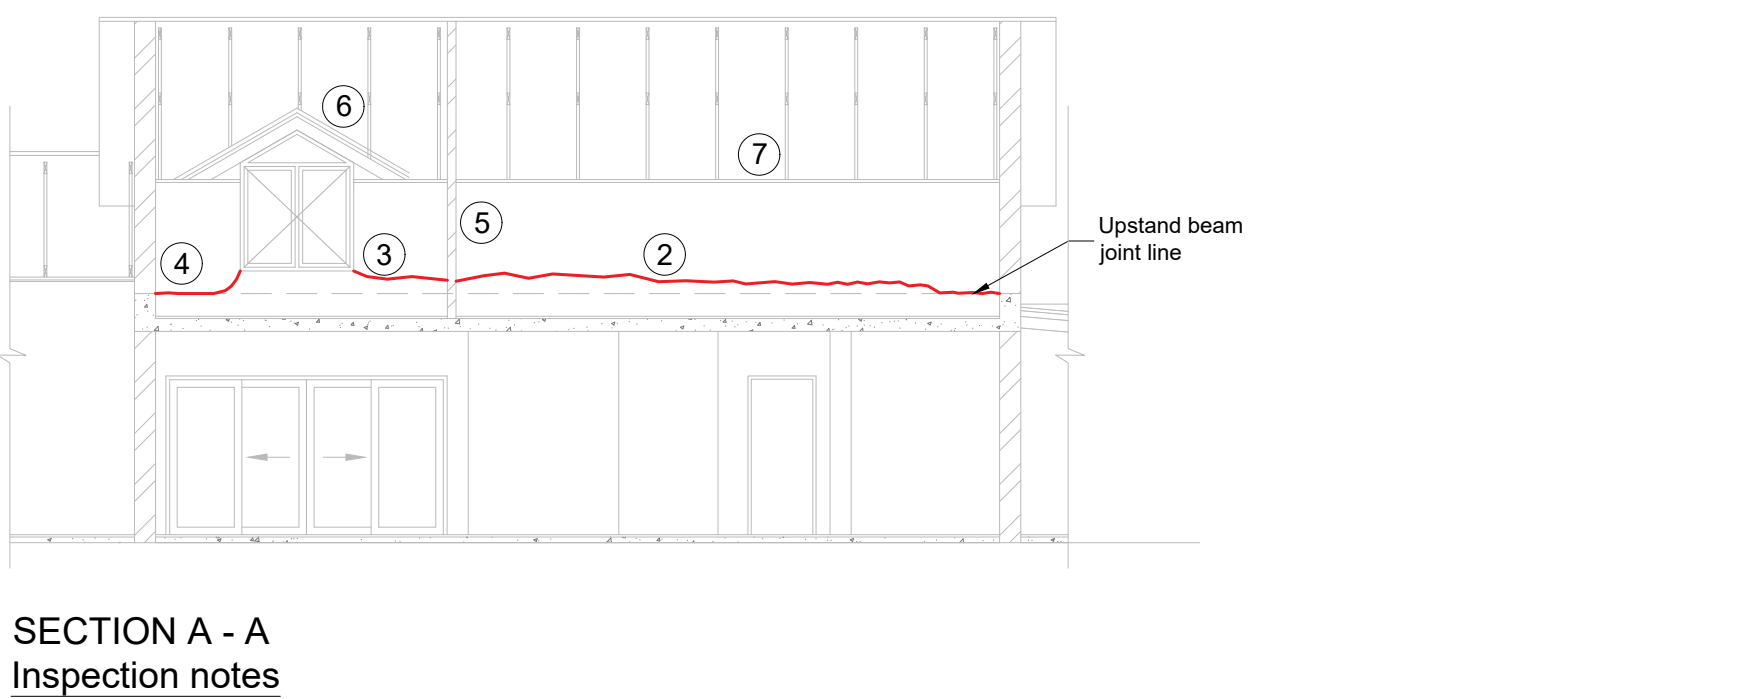 6
7
5
Upstand beam
joint line
3
2
4
SECTION A - A
Inspection notes